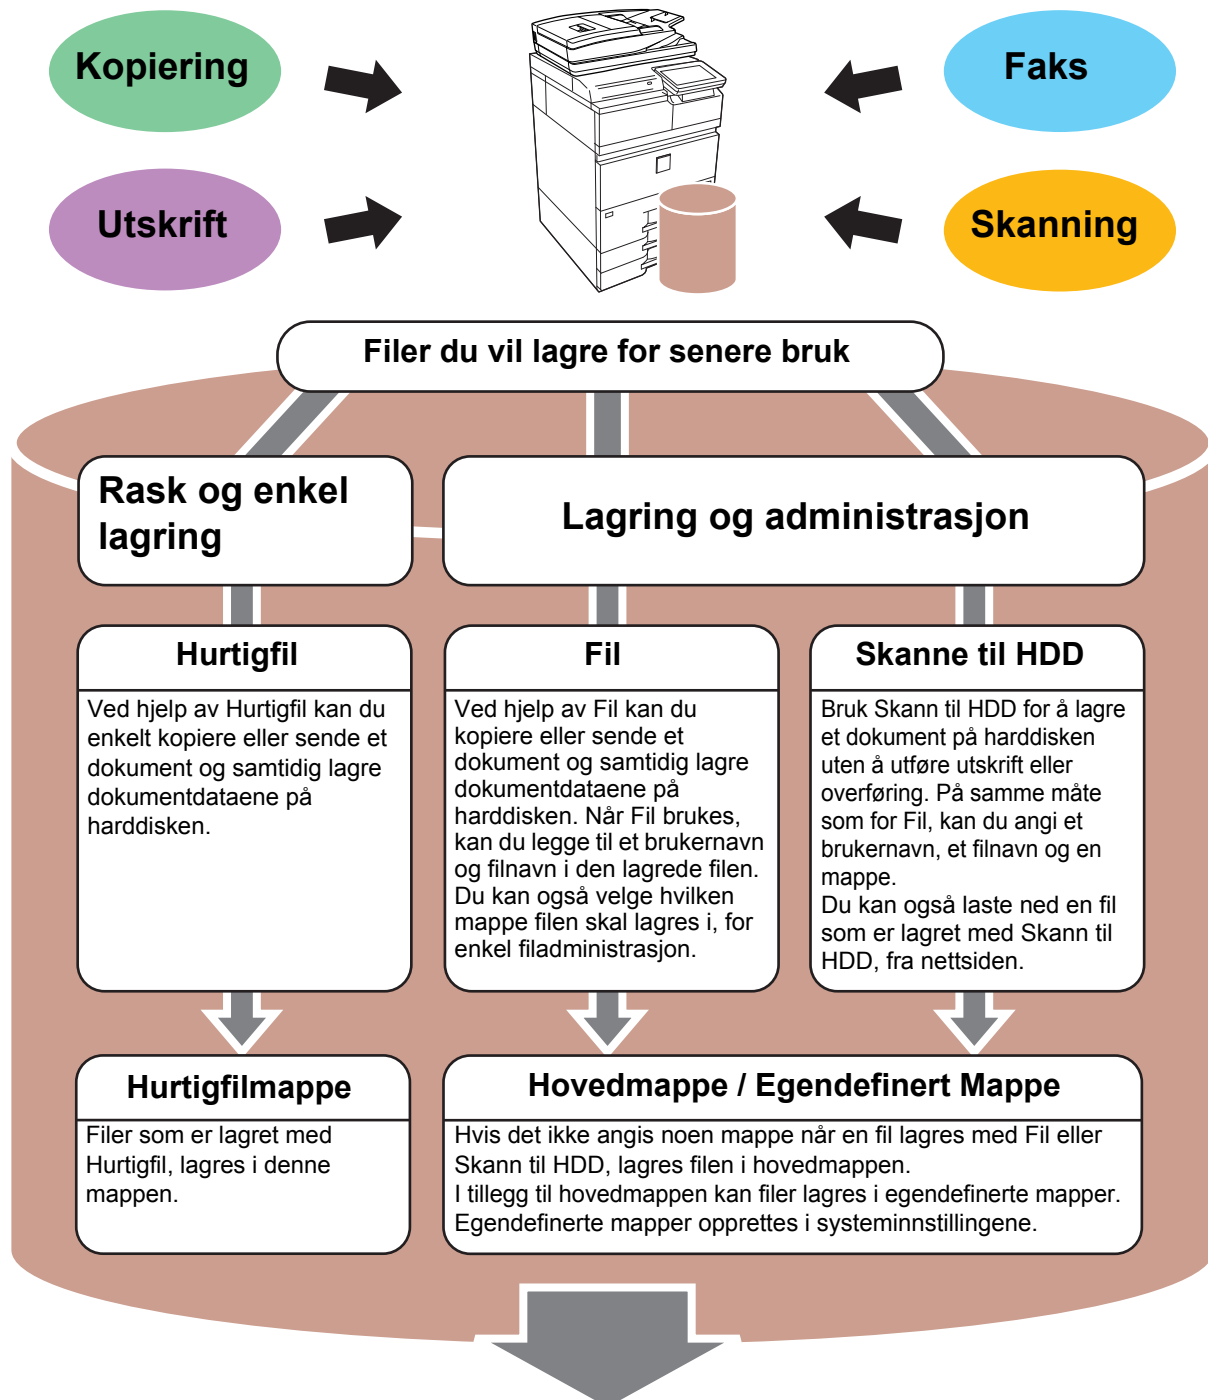 Kopiering
Faks
Utskrift
Skanning
Filer du vil lagre for senere bruk
Rask og enkel
lagring
Lagring og administrasjon
Hurtigfil
Ved hjelp av Hurtigfil kan du
enkelt kopiere eller sende et
dokument og samtidig lagre
dokumentdataene på
harddisken.
Fil
Ved hjelp av Fil kan du
kopiere eller sende et
dokument og samtidig lagre
dokumentdataene på
harddisken. Når Fil brukes,
kan du legge til et brukernavn
og filnavn i den lagrede filen.
Du kan også velge hvilken
mappe filen skal lagres i, for
enkel filadministrasjon.
Skanne til HDD
Bruk Skann til HDD for å lagre
et dokument på harddisken
uten å utføre utskrift eller
overføring. På samme måte
som for Fil, kan du angi et
brukernavn, et filnavn og en
mappe.
Du kan også laste ned en fil
som er lagret med Skann til
HDD, fra nettsiden.
Hurtigfilmappe
Filer som er lagret med
Hurtigfil, lagres i denne
mappen.
Hovedmappe / Egendefinert Mappe
Hvis det ikke angis noen mappe når en fil lagres med Fil eller
Skann til HDD, lagres filen i hovedmappen.
I tillegg til hovedmappen kan filer lagres i egendefinerte mapper.
Egendefinerte mapper opprettes i systeminnstillingene.